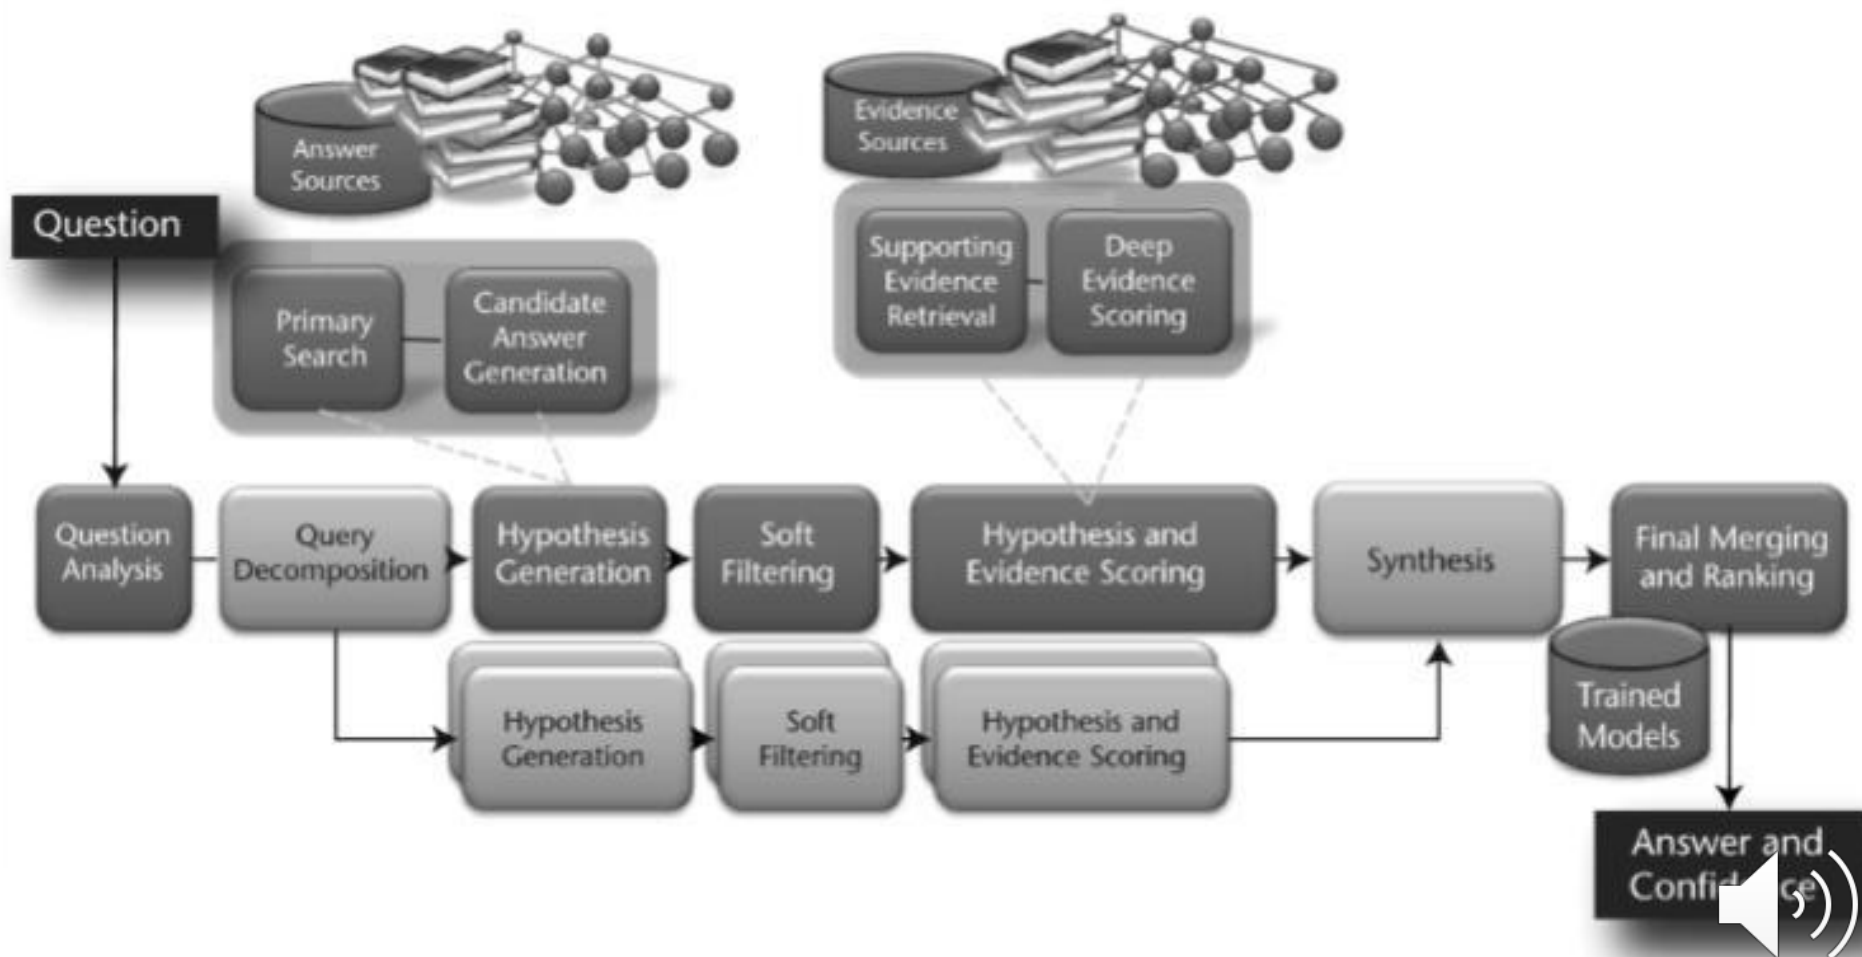 Answer
Sources
Evidence
Sources
Question
Primary
Search
Candidate
Answer
Generation
Supporting
Evidence
Retrieval
Deep
Evidence
Scoring
Question
Analysis
Query
Decomposition
Hypothesis
Generation
Soft
Filtering
Hypothesis and
Evidence Scoring
Synthesis
Final Merging
and Ranking
Hypothesis
Generation
Soft
Filtering
Hypothesis and
Evidence Scoring
Trained
Models
Answer and
Confidence